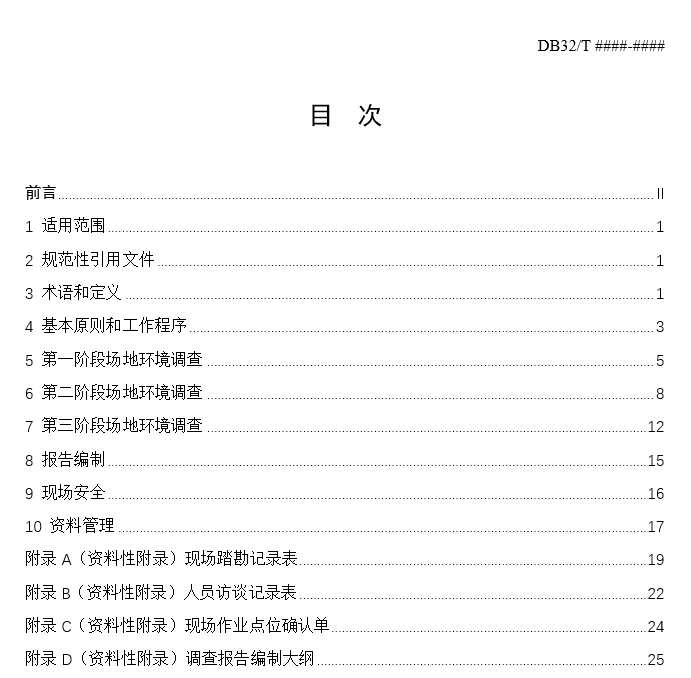 DB32/T ####-####
目 次
前言 II
1 适用范围 1
2 规范性引用文件 1
3 术语和定义 1
4 基本原则和工作程序 3
5 第一阶段场地环境调查 5
6 第二阶段场地环境调查 8
7 第三阶段场地环境调查 12
8 报告编制 15
9 现场安全 16
10 资料管理 17
附录 A（资料性附录）现场踏勘记录表 19
附录 B（资料性附录）人员访谈记录表 22
附录 C（资料性附录）现场作业点位确认单 24
附录 D（资料性附录）调查报告编制大纲 25